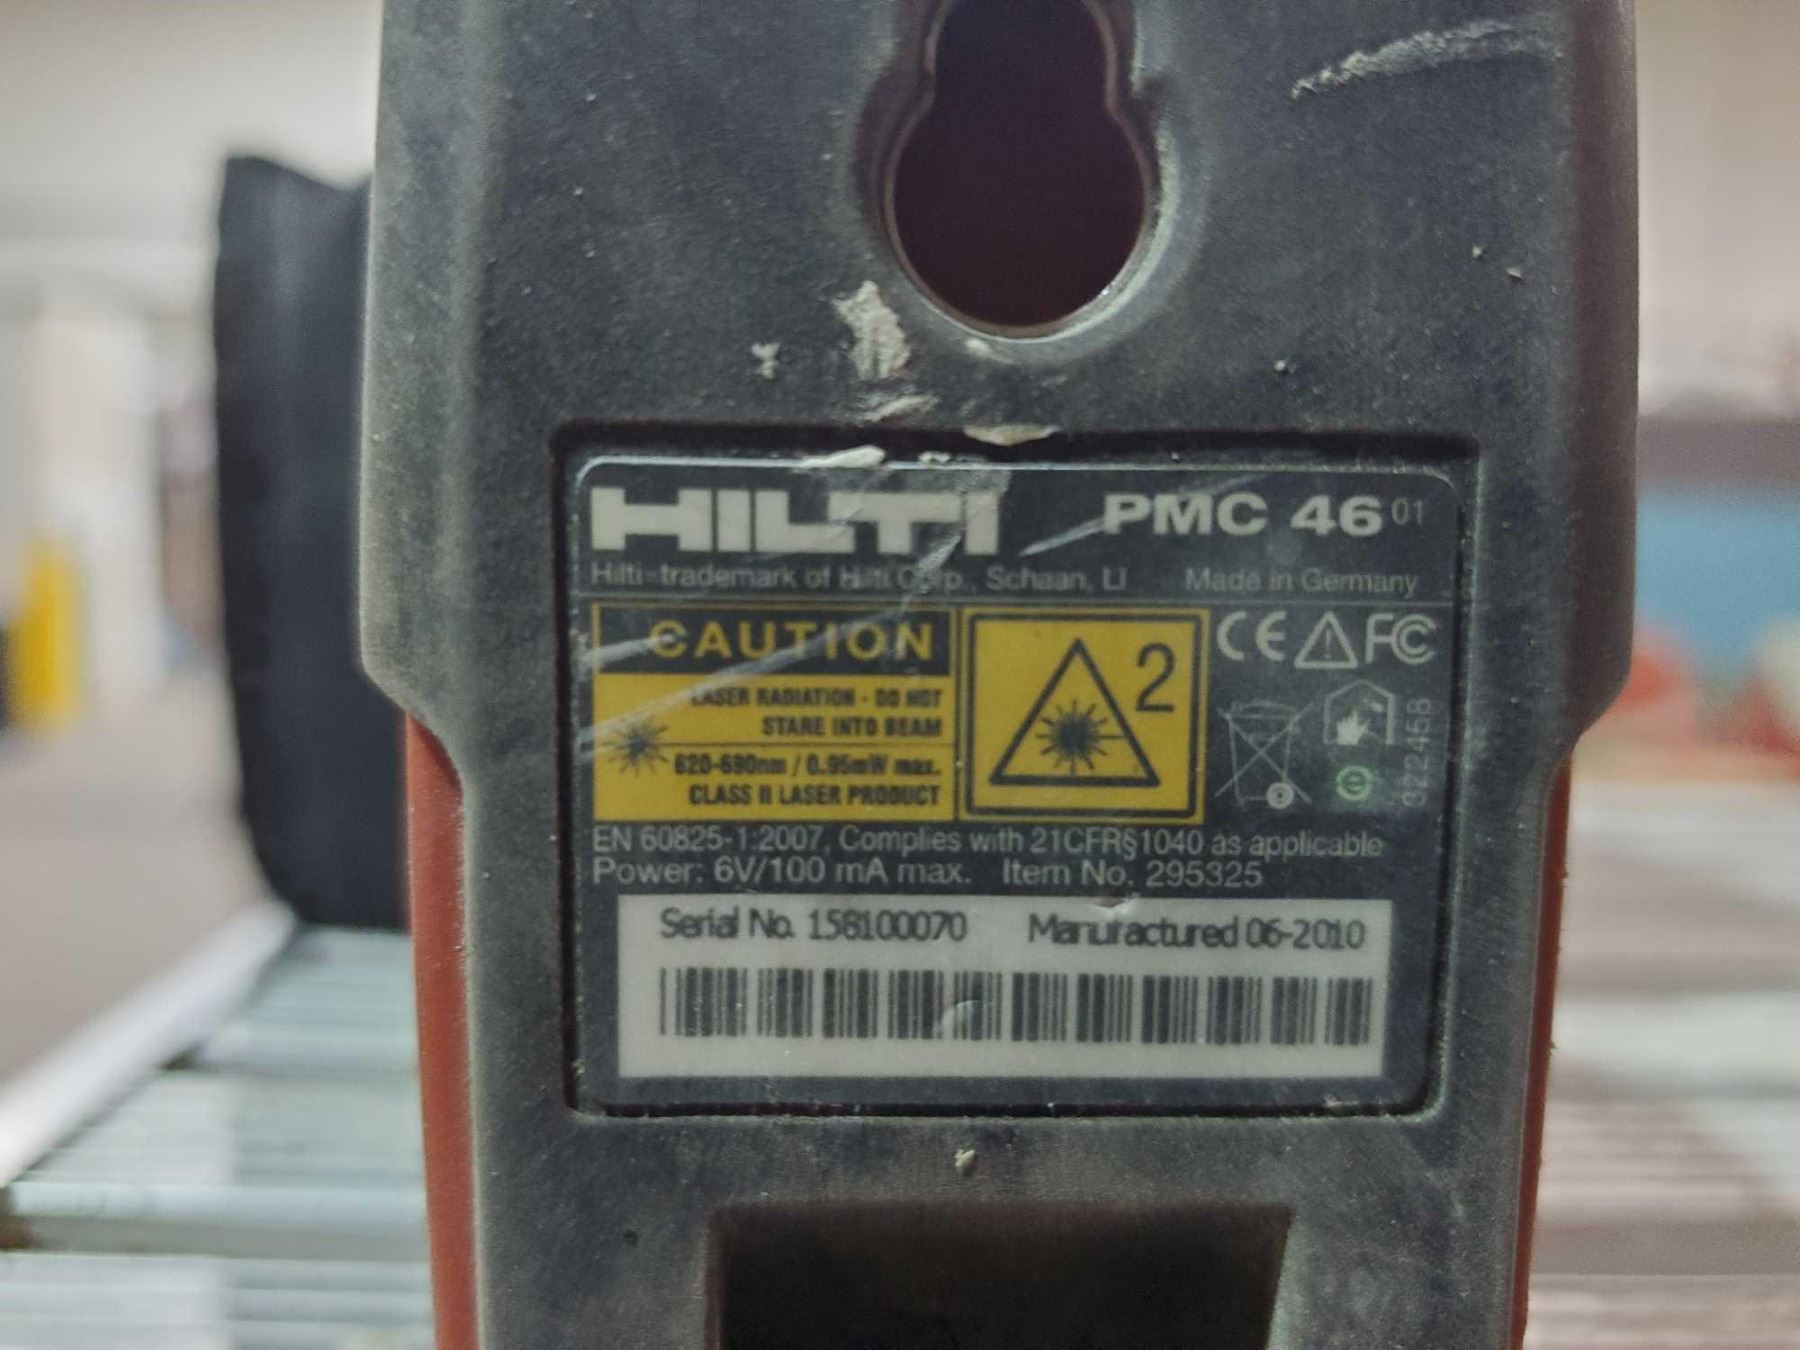 HILTI PMC 46 01
Hilti=trademark of Hilti Corp., Schaan, LI Made in Germany
CAUTION
LASER RADIATION - DO NOT
STARE INTO BEAM
620-690nm / 0.95mW max.
CLASS II LASER PRODUCT
2
CE FC
322458
EN 60825-1:2007, Complies with 21CFR§1040 as applicable
Power: 6V/100 mA max. Item No. 295325
Serial No. 158100070 Manufactured 06-2010